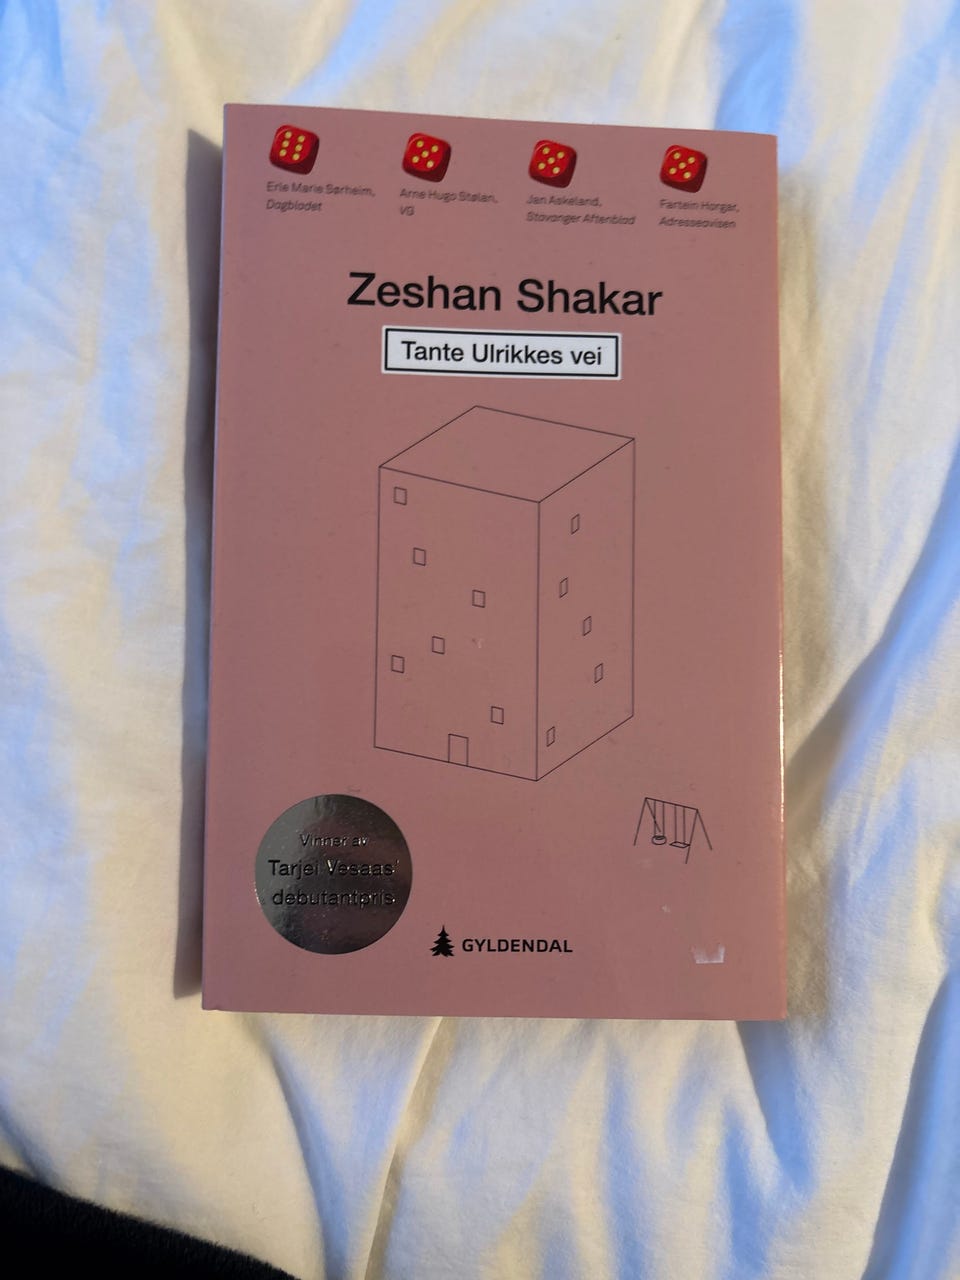 Erle Marie Sørheim,
Dagbladet
Arne Hugo Stølan,
VG
Jan Askeland,
Stavanger Aftenblad
Fartein Horgar,
Adresseavisen
Zeshan Shakar
Tante Ulrikkes vei
Vinner av
Tarjei Vesaas'
debutantpris
GYLDENDAL